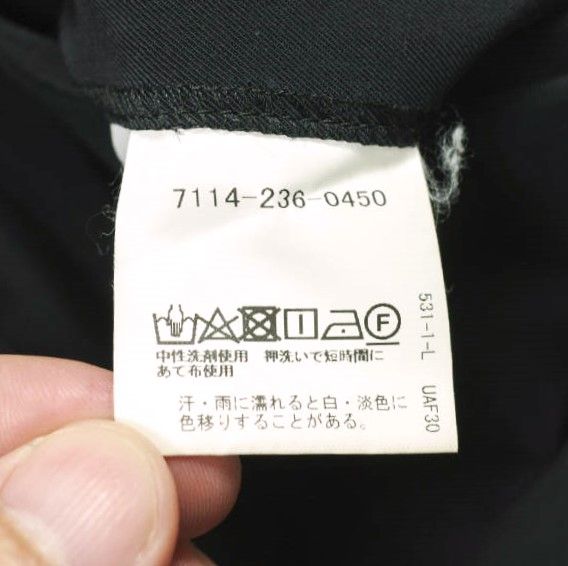 7114-236-0450
F
中性洗剤使用 押洗いで短時間に
あて布使用
汗・雨に濡れると白・淡色に
色移りすることがある。
531-1-L UAF30